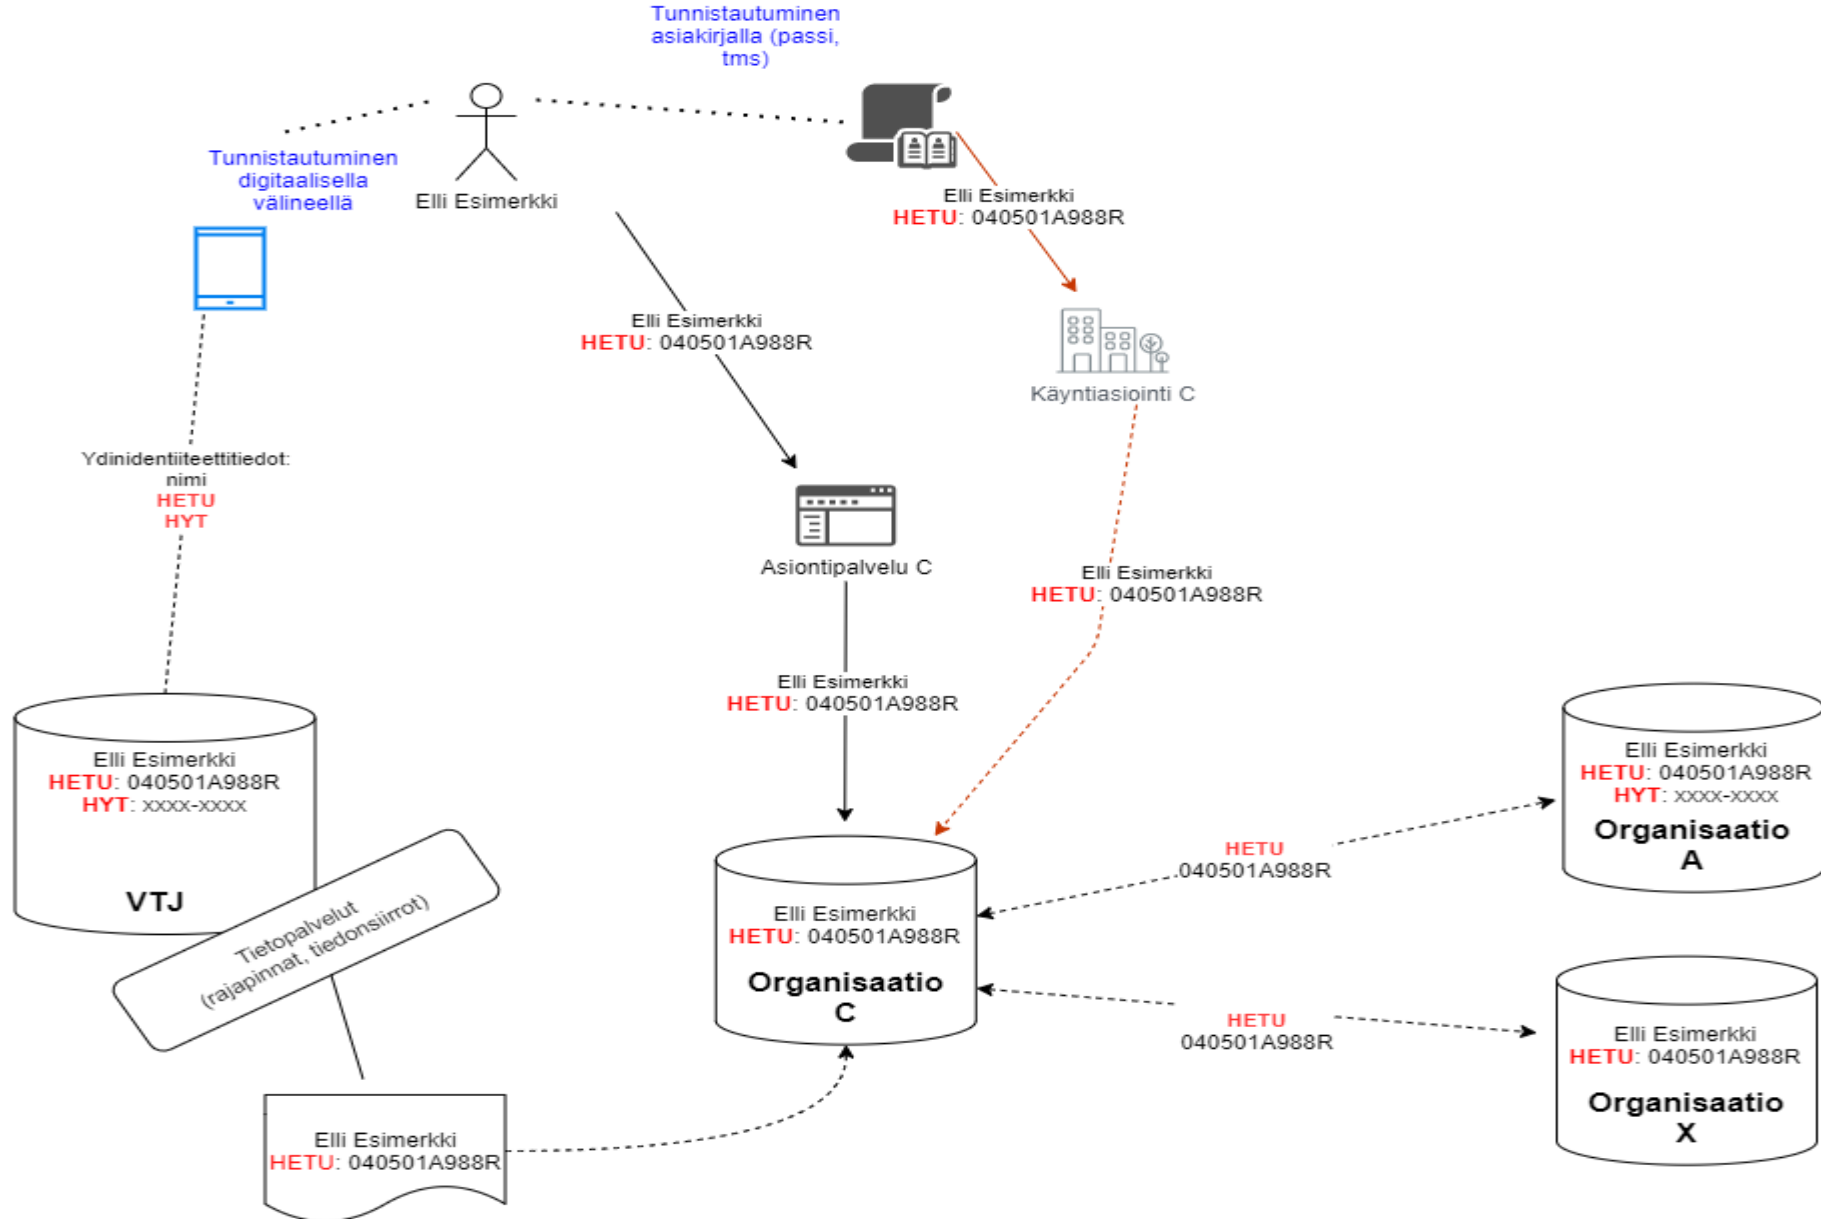 Tunnistautuminen
asiakirjalla (passi,
tms)
Tunnistautuminen
digitaalisella
välineellä
Elli Esimerkki
Elli Esimerkki
HETU: 040501A988R
Elli Esimerkki
HETU: 040501A988R
Käyntiasiointi C
Ydinidentiiteettitiedot:
nimi
HETU
HYT
Asiontipalvelu C
Elli Esimerkki
HETU: 040501A988R
Elli Esimerkki
HETU: 040501A988R
Elli Esimerkki
HETU: 040501A988R
HYT: xxxx-xxxx
VTJ
Tietopalvelut
(rajapinnat, tiedonsiirrot)
Elli Esimerkki
HETU: 040501A988R
Elli Esimerkki
HETU: 040501A988R
Organisaatio
C
HETU
040501A988R
HETU
040501A988R
Elli Esimerkki
HETU: 040501A988R
HYT: xxxx-xxxx
Organisaatio
A
Elli Esimerkki
HETU: 040501A988R
Organisaatio
X